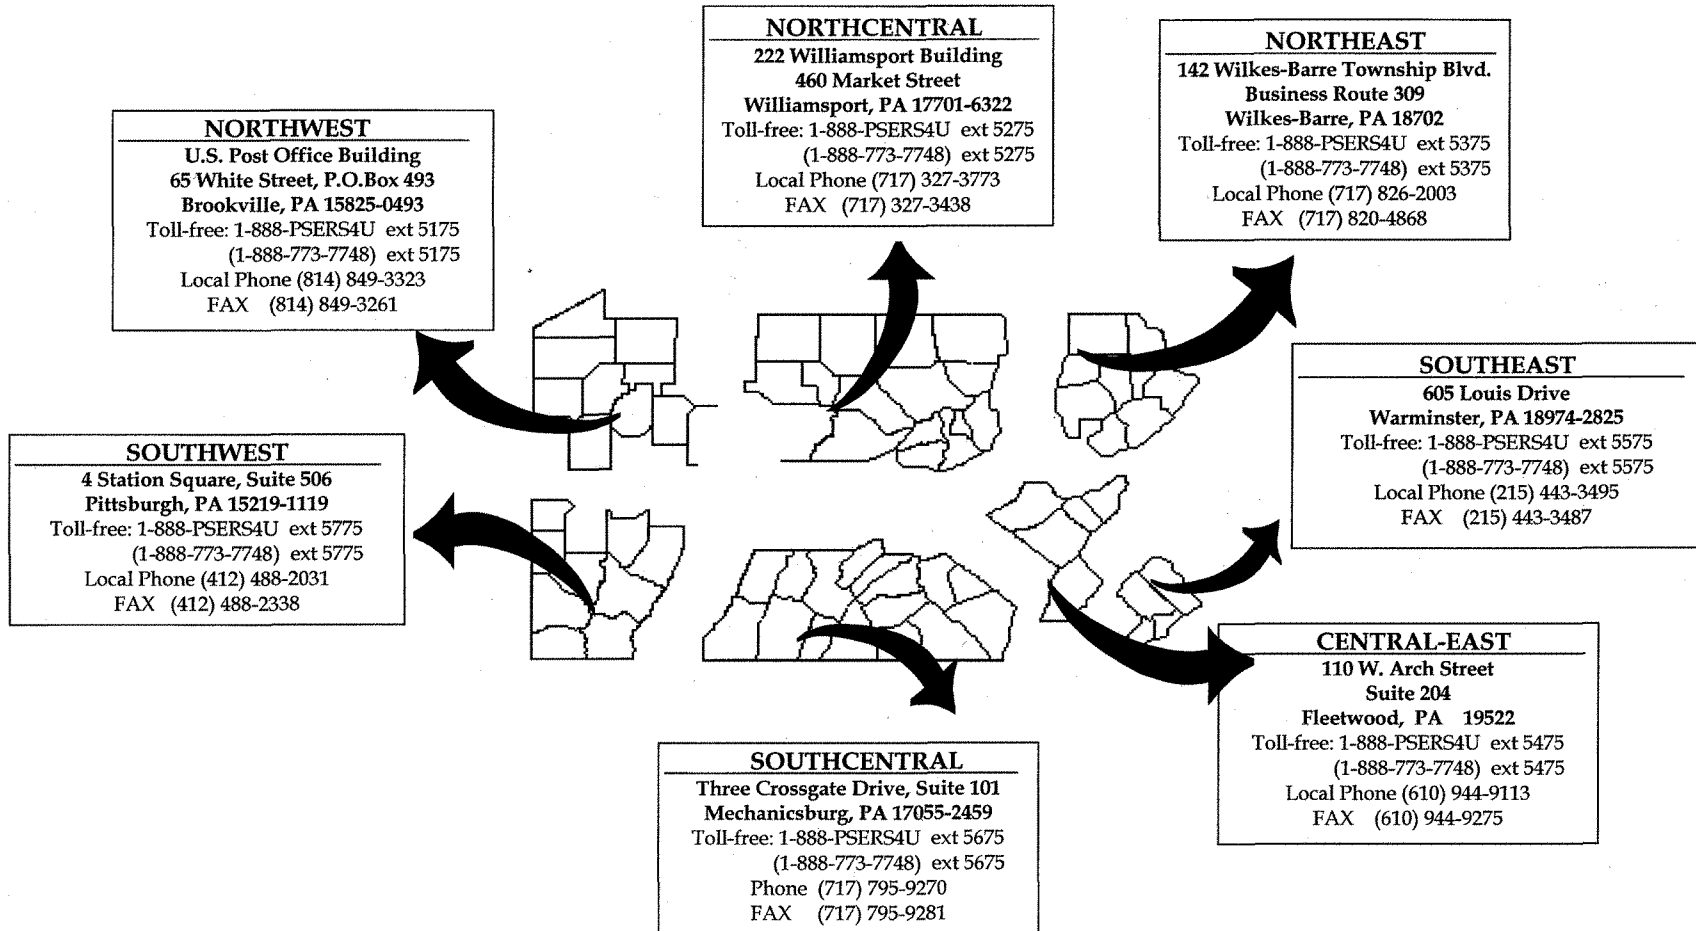 NORTHCENTRAL
222 Williamsport Building
460 Market Street
Williamsport, PA 17701-6322
Toll-free: 1-888-PSERS4U ext 5275
(1-888-773-7748) ext 5275
Local Phone (717) 327-3773
FAX (717) 327-3438
NORTHEAST
142 Wilkes-Barre Township Blvd.
Business Route 309
Wilkes-Barre, PA 18702
Toll-free: 1-888-PSERS4U ext 5375
(1-888-773-7748) ext 5375
Local Phone (717) 826-2003
FAX (717) 820-4868
NORTHWEST
U.S. Post Office Building
65 White Street, P.O.Box 493
Brookville, PA 15825-0493
Toll-free: 1-888-PSERS4U ext 5175
(1-888-773-7748) ext 5175
Local Phone (814) 849-3323
FAX (814) 849-3261
SOUTHEAST
605 Louis Drive
Warminster, PA 18974-2825
Toll-free: 1-888-PSERS4U ext 5575
(1-888-773-7748) ext 5575
Local Phone (215) 443-3495
FAX (215) 443-3487
SOUTHWEST
4 Station Square, Suite 506
Pittsburgh, PA 15219-1119
Toll-free: 1-888-PSERS4U ext 5775
(1-888-773-7748) ext 5775
Local Phone (412) 488-2031
FAX (412) 488-2338
CENTRAL-EAST
110 W. Arch Street
Suite 204
Fleetwood, PA 19522
Toll-free: 1-888-PSERS4U ext 5475
(1-888-773-7748) ext 5475
Local Phone (610) 944-9113
FAX (610) 944-9275
SOUTHCENTRAL
Three Crossgate Drive, Suite 101
Mechanicsburg, PA 17055-2459
Toll-free: 1-888-PSERS4U ext 5675
(1-888-773-7748) ext 5675
Phone (717) 795-9270
FAX (717) 795-9281